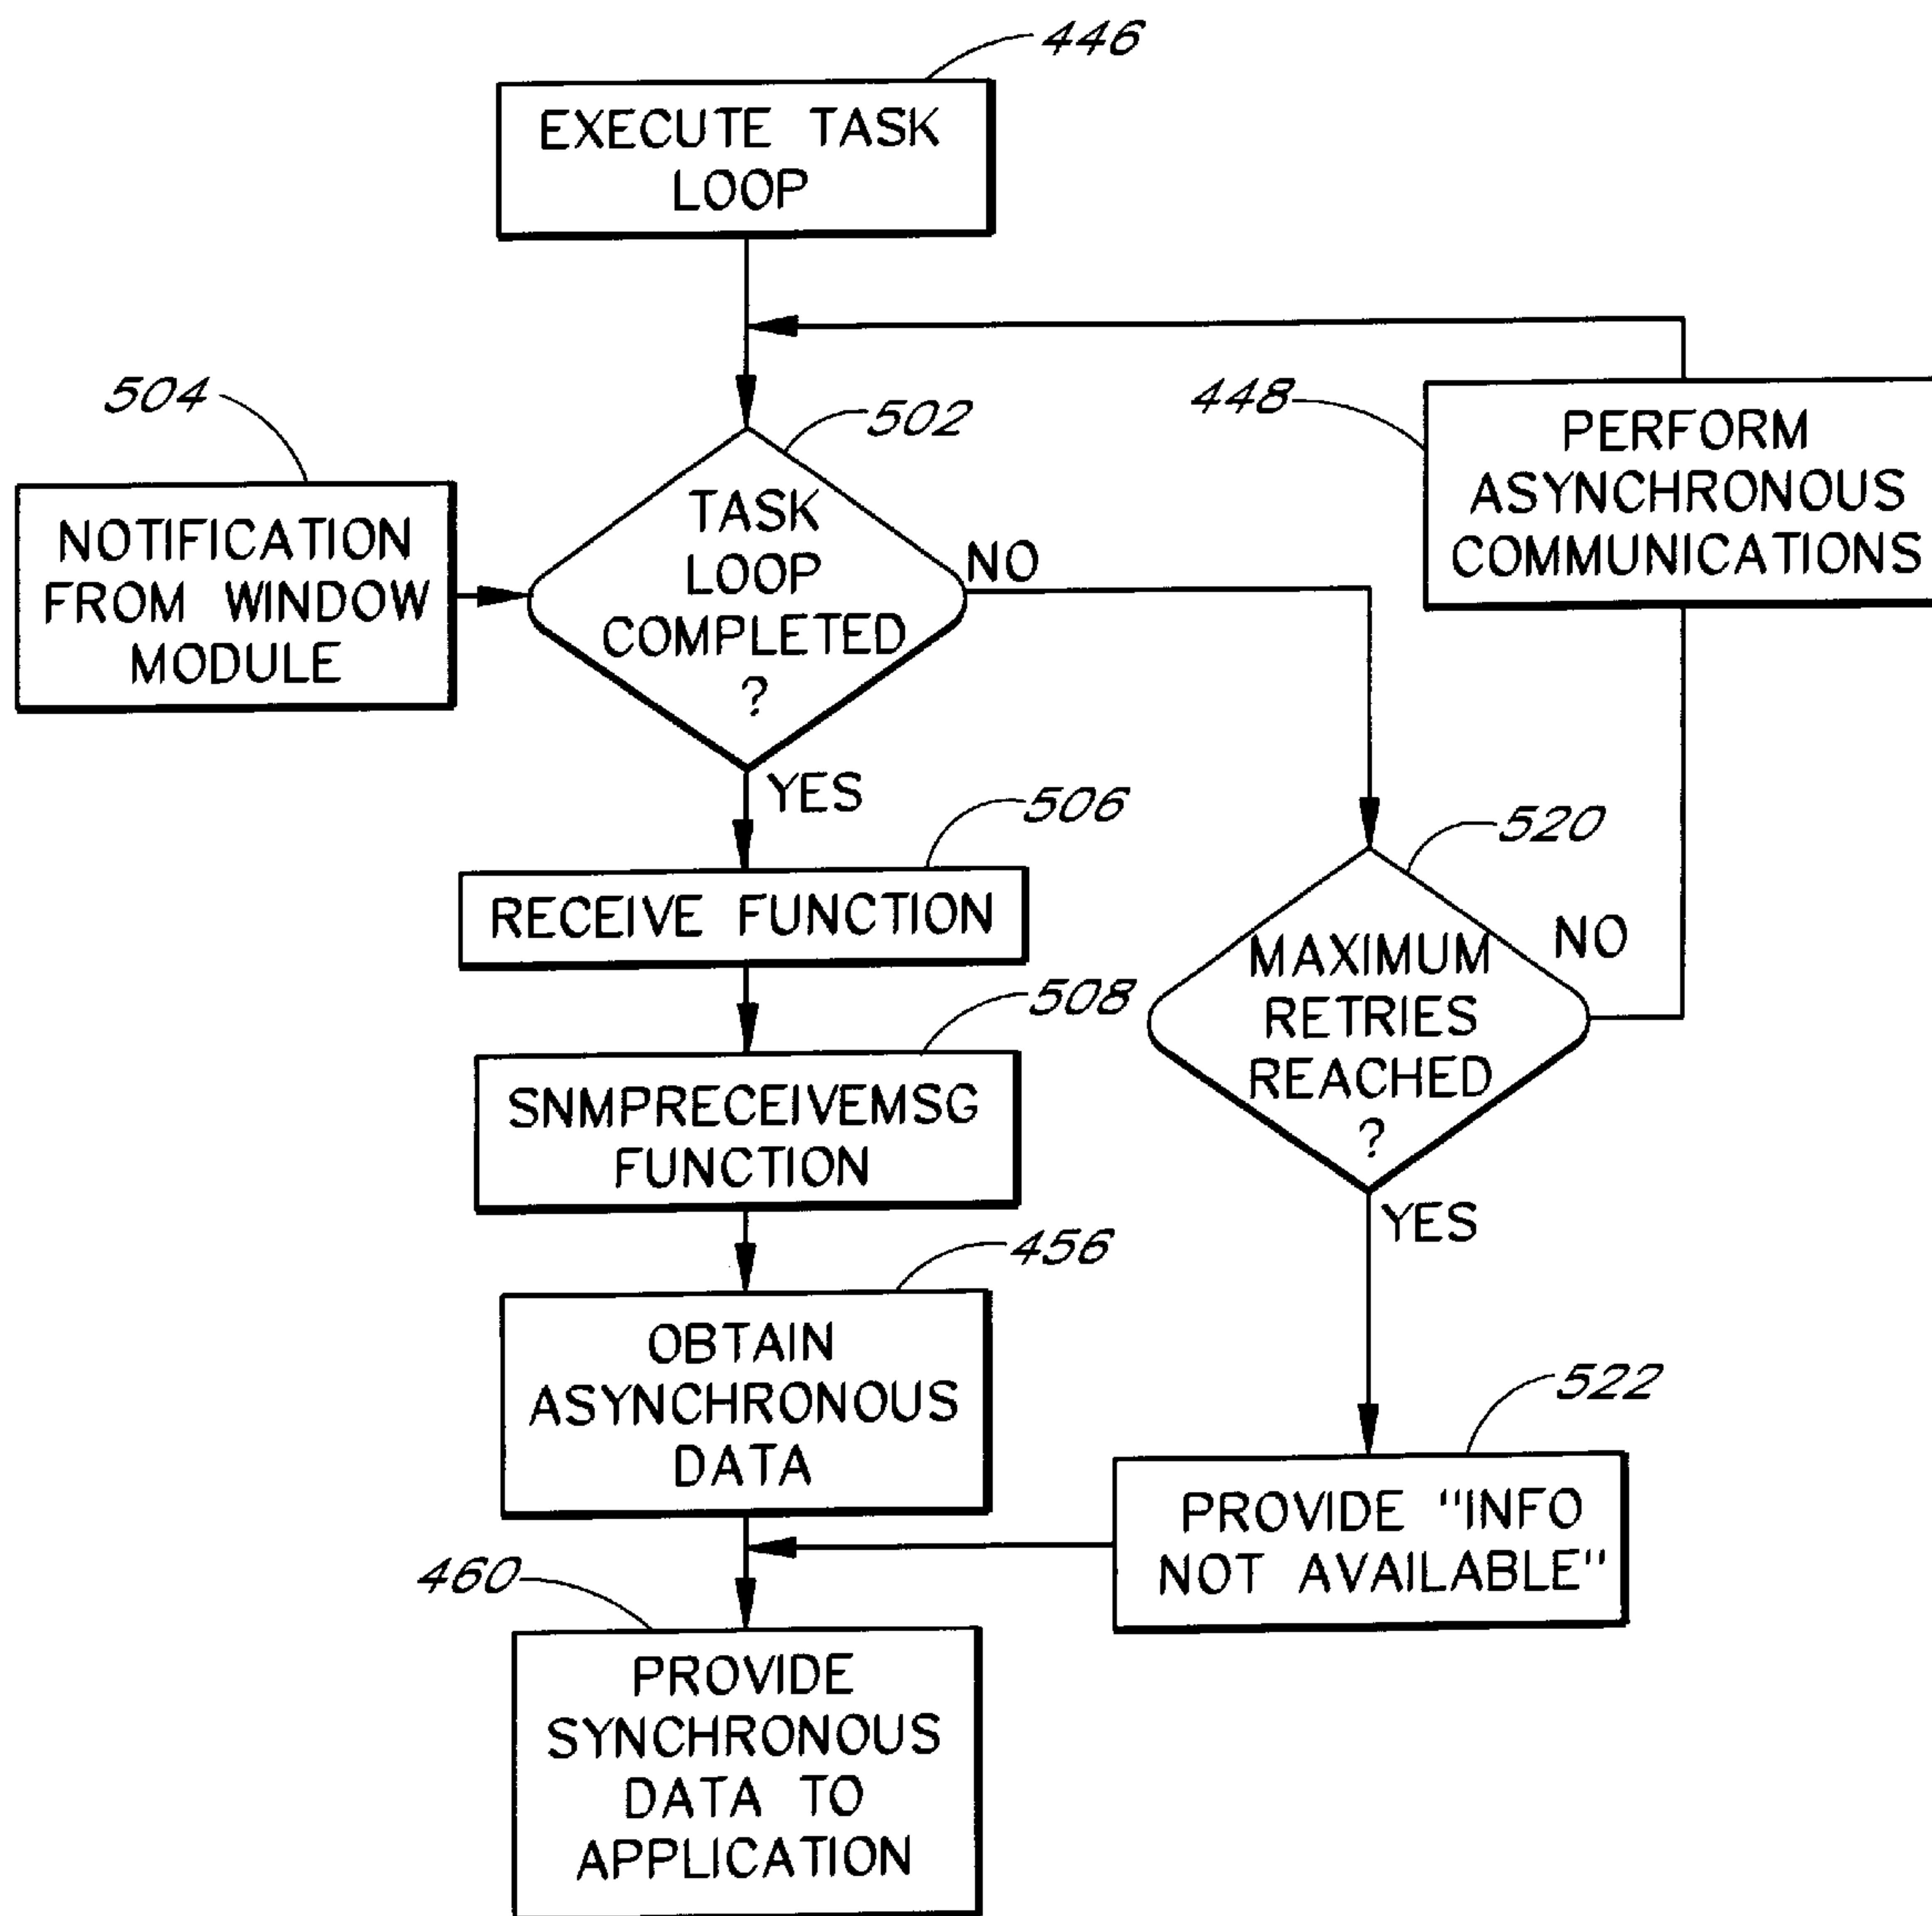 446
EXECUTE TASK
LOOP
504
502
448
PERFORM
ASYNCHRONOUS
COMMUNICATIONS
NOTIFICATION
FROM WINDOW
MODULE
TASK
LOOP
COMPLETED
?
NO
YES
506
RECEIVE FUNCTION
520
MAXIMUM
RETRIES
REACHED
?
NO
YES
508
SNMPRECEIVEMSG
FUNCTION
456
OBTAIN
ASYNCHRONOUS
DATA
522
PROVIDE "INFO
NOT AVAILABLE"
460
PROVIDE
SYNCHRONOUS
DATA TO
APPLICATION